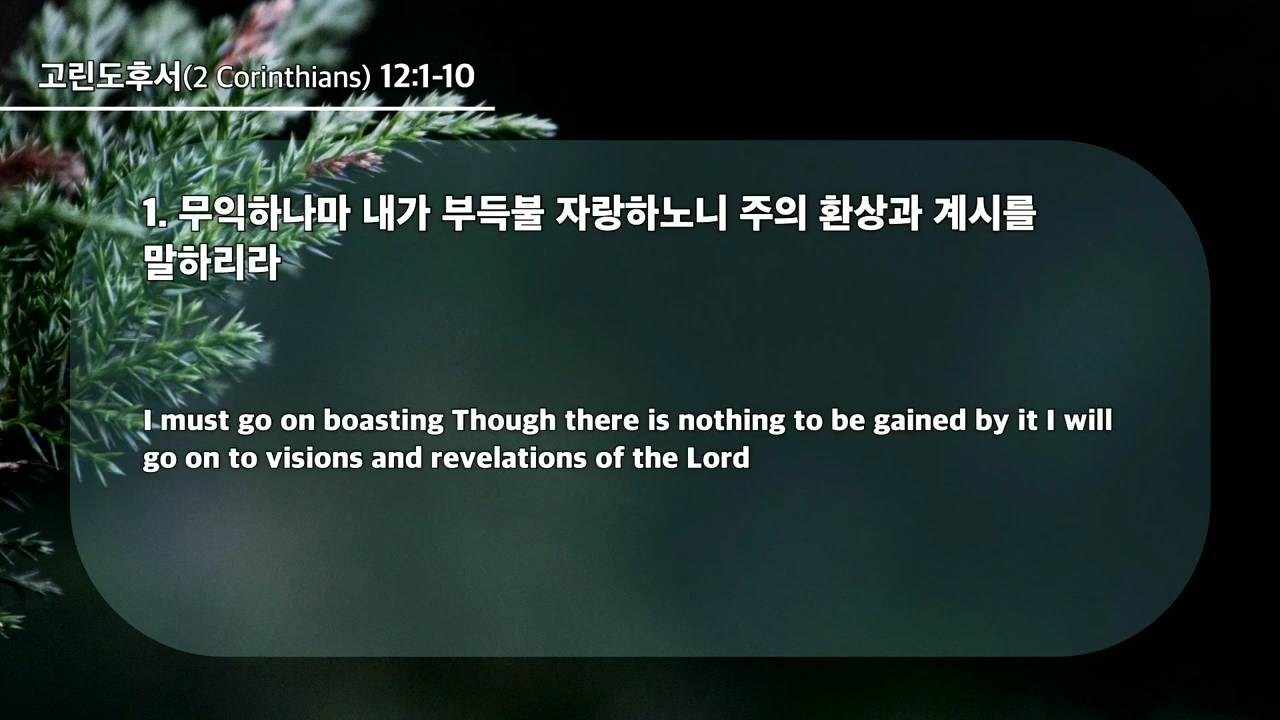 고린도후서(2 Corinthians) 12:1-10
1. 무익하나마 내가 부득불 자랑하노니 주의 환상과 계시를
말하리라
I must go on boasting Though there is nothing to be gained by it I will
go on to visions and revelations of the Lord